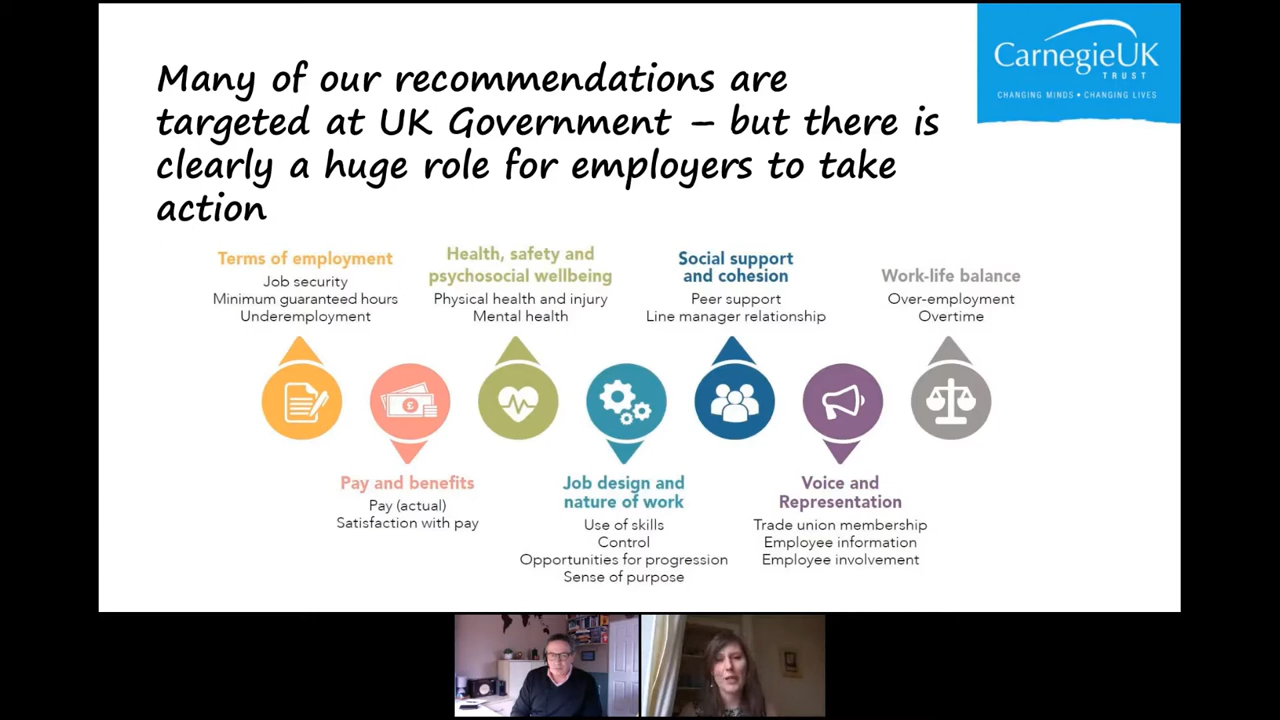 Many of our recommendations are
targeted at UK Government – but there is
clearly a huge role for employers to take
action
CarnegieUK
TRUST
CHANGING MINDS • CHANGING LIVES
Terms of employment
Job security
Minimum guaranteed hours
Underemployment
Health, safety and
psychosocial wellbeing
Physical health and injury
Mental health
Social support
and cohesion
Peer support
Line manager relationship
Work-life balance
Over-employment
Overtime
£
Pay and benefits
Pay (actual)
Satisfaction with pay
Job design and
nature of work
Use of skills
Control
Opportunities for progression
Sense of purpose
Voice and
Representation
Trade union membership
Employee information
Employee involvement